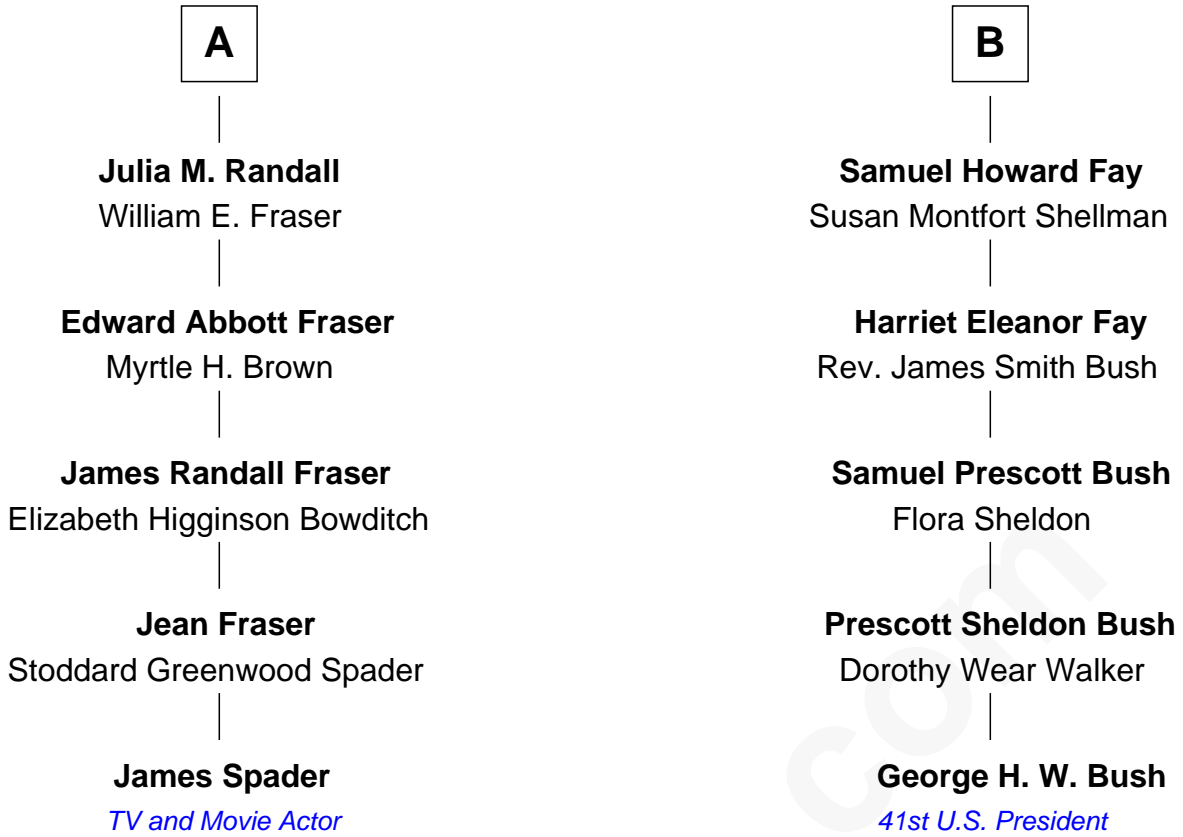 A
Julia M. Randall
William E. Fraser
Edward Abbott Fraser
Myrtle H. Brown
James Randall Fraser
Elizabeth Higginson Bowditch
Jean Fraser
Stoddard Greenwood Spader
James Spader
TV and Movie Actor
B
Samuel Howard Fay
Susan Montfort Shellman
Harriet Eleanor Fay
Rev. James Smith Bush
Samuel Prescott Bush
Flora Sheldon
Prescott Sheldon Bush
Dorothy Wear Walker
George H. W. Bush
41st U.S. President
com